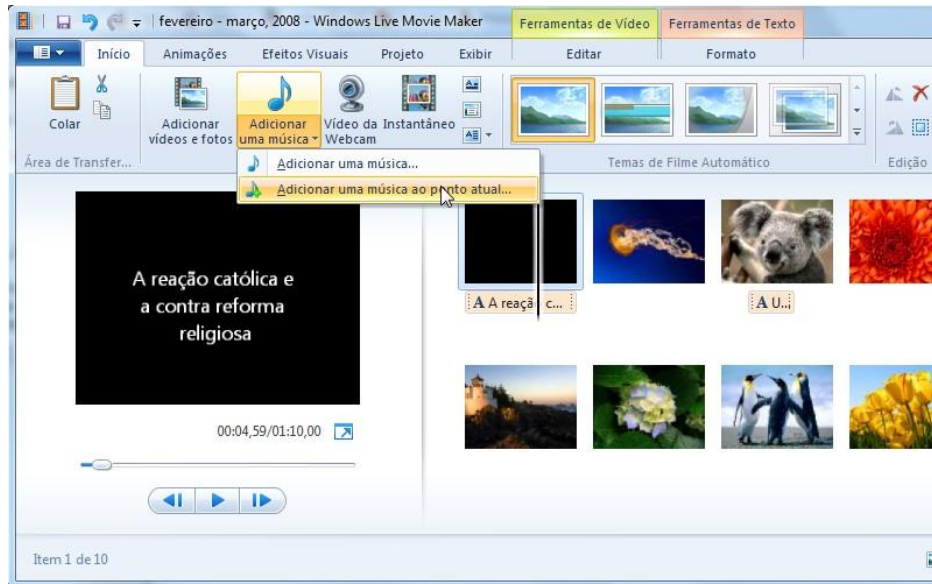 fevereiro - março, 2008 - Windows Live Movie Maker
Ferramentas de Vídeo
Ferramentas de Texto
Início
Animações
Efeitos Visuais
Projeto
Exibir
Editar
Formato
Colar
Adicionar
vídeos e fotos
Adicionar
uma música
Vídeo da
Webcam
Instantâneo
Área de Transfer...
Temas de Filme Automático
Edição
Adicionar uma música...
Adicionar uma música ao ponto atual...
A reação católica e
a contra reforma
religiosa
A A reação c...
A U...
00:04,59/01:10,00
Item 1 de 10